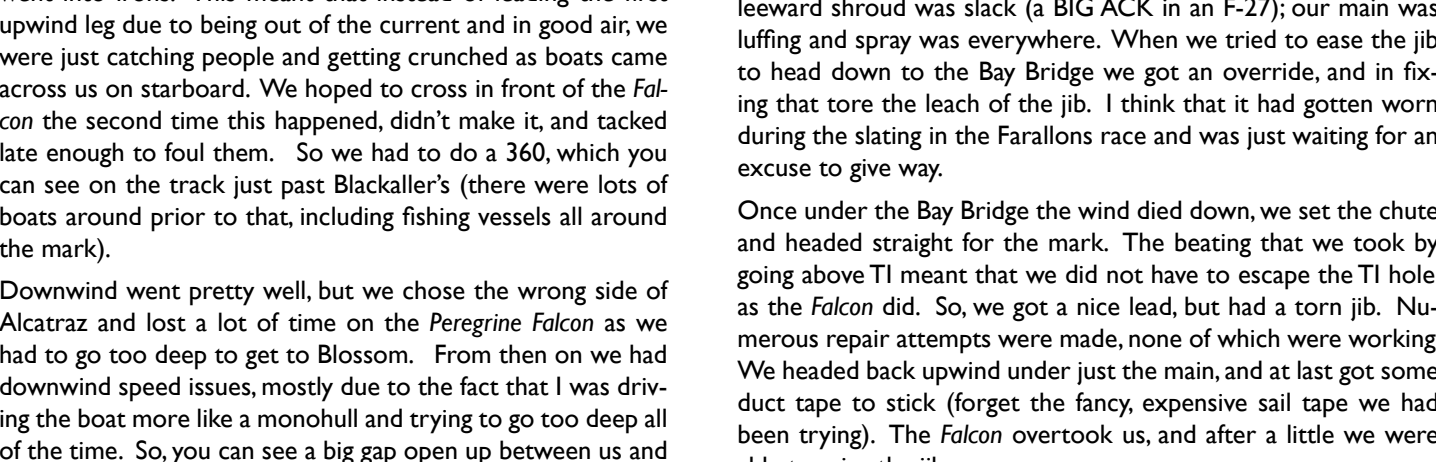 upwind leg due to being out of the current and in good air, we
were just catching people and getting crunched as boats came
across us on starboard. We hoped to cross in front of the Fal-
con the second time this happened, didn't make it, and tacked
late enough to foul them. So we had to do a 360, which you
can see on the track just past Blackaller's (there were lots of
boats around prior to that, including fishing vessels all around
the mark).
Downwind went pretty well, but we chose the wrong side of
Alcatraz and lost a lot of time on the Peregrine Falcon as we
had to go too deep to get to Blossom. From then on we had
downwind speed issues, mostly due to the fact that I was driv-
ing the boat more like a monohull and trying to go too deep all
of the time. So, you can see a big gap open up between us and
leeward shroud was slack (a BIG ACK in an F-27); our main was
luffing and spray was everywhere. When we tried to ease the jib
to head down to the Bay Bridge we got an override, and in fix-
ing that tore the leach of the jib. I think that it had gotten worn
during the slating in the Farallons race and was just waiting for an
excuse to give way.
Once under the Bay Bridge the wind died down, we set the chute
and headed straight for the mark. The beating that we took by
going above TI meant that we did not have to escape the TI hole
as the Falcon did. So, we got a nice lead, but had a torn jib. Nu-
merous repair attempts were made, none of which were working
We headed back upwind under just the main, and at last got some
duct tape to stick (forget the fancy, expensive sail tape we had
been trying). The Falcon overtook us, and after a little we were